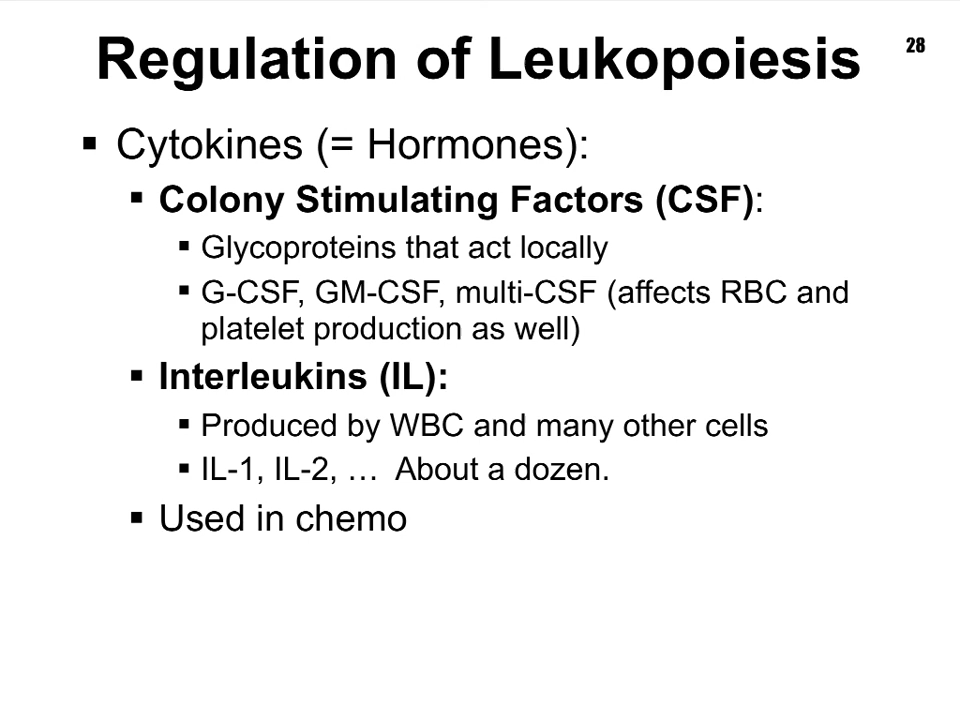 Regulation of Leukopoiesis
28
▪ Cytokines (= Hormones):
▪ Colony Stimulating Factors (CSF):
▪ Glycoproteins that act locally
▪ G-CSF, GM-CSF, multi-CSF (affects RBC and
platelet production as well)
▪ Interleukins (IL):
▪ Produced by WBC and many other cells
▪ IL-1, IL-2, … About a dozen.
▪ Used in chemo